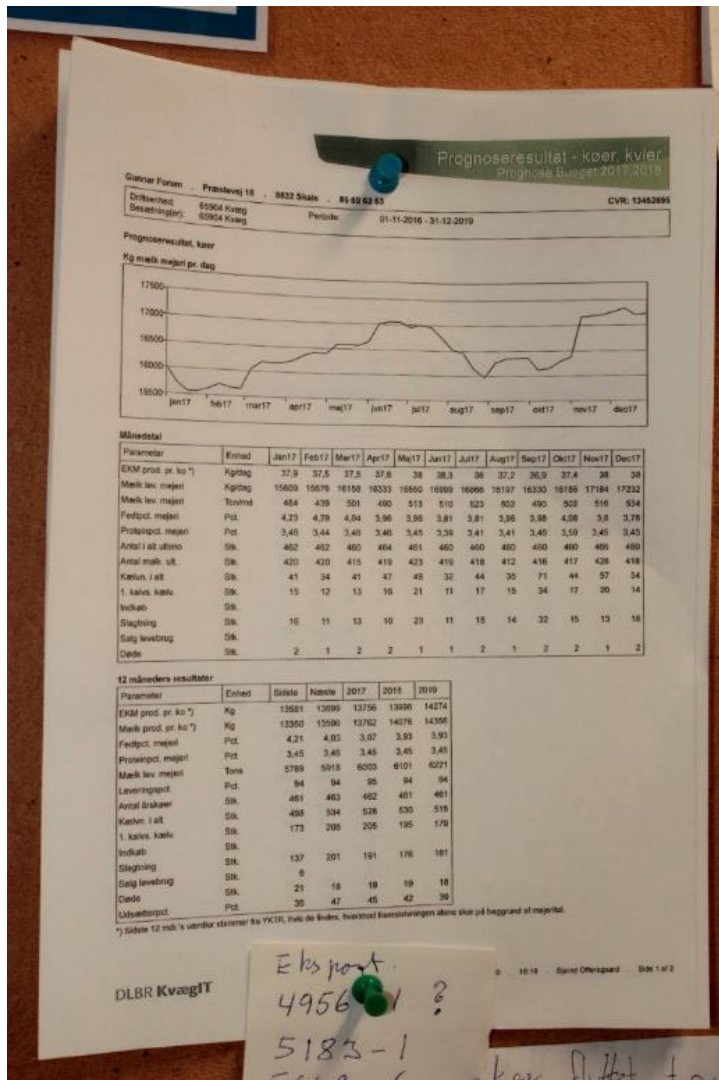 Prognoseresultat - køer, kvier
Prognose Budget 2017 2018
Gunnar Forum . Præstevej 18 . 8832 Skals . 86 69 62 63 CVR: 13452695
Driftsenhed: 65904 Kvæg
Besætning(er): 65904 Kvæg Periode: 01-11-2016 - 31-12-2019
Prognoseresultat, køer
Kg mælk mejeri pr. dag
17500
17000
16500
16000
15500
jan17 feb17 mar17 apr17 maj17 jun17 jul17 aug17 sep17 okt17 nov17 dec17
Månedstal
Parameter Enhed Jan17 Feb17 Mar17 Apr17 Maj17 Jun17 Jul17 Aug17 Sep17 Okt17 Nov17 Dec17
EKM prod. pr. ko *) Kg/dag 37,9 37,5 37,5 37,6 38 38,3 38 37,2 36,9 37,4 38 38
Mælk lev. mejeri Kg/dag 15609 15676 16156 16333 16550 16999 16866 16197 16330 16186 17184 17232
Mælk lev. mejeri Ton/md 484 439 501 490 513 510 523 502 490 502 516 534
Fedtpct. mejeri Pct. 4,23 4,29 4,04 3,96 3,95 3,81 3,81 3,96 3,98 4,08 3,8 3,78
Proteinpct. mejeri Pct. 3,46 3,44 3,46 3,46 3,45 3,39 3,41 3,41 3,46 3,59 3,45 3,45
Antal i alt ultimo Stk. 462 462 460 464 461 460 460 460 460 460 466 460
Antal malk. ult. Stk. 420 420 415 419 423 419 418 412 416 417 426 418
Kælvn. i alt Stk. 41 34 41 47 48 32 44 35 71 44 57 34
1. kalvs. kælv. Stk. 15 12 13 16 21 11 17 15 34 17 20 14
Indkøb Stk.
Slagtning Stk. 16 11 13 10 23 11 15 14 32 15 13 18
Salg levebrug Stk.
Døde Stk. 2 1 2 2 1 1 2 1 2 2 1 2
12 måneders resultater
Parameter Enhed Sidste Næste 2017 2018 2019
EKM prod. pr. ko *) Kg 13581 13699 13756 13998 14274
Mælk prod. pr. ko *) Kg 13350 13596 13762 14076 14356
Fedtpct. mejeri Pct. 4,21 4,03 3,97 3,93 3,93
Proteinpct. mejeri Pct. 3,45 3,46 3,45 3,45 3,45
Mælk lev. mejeri Tons 5789 5918 6003 6101 6221
Leveringspct. Pct. 94 94 95 94 94
Antal årskøer Stk. 461 463 462 461 461
Kælvn. i alt Stk. 498 534 528 530 515
1. kalvs. kælv. Stk. 173 208 205 195 179
Indkøb Stk.
Slagtning Stk. 137 201 191 176 161
Salg levebrug Stk. 6
Døde Stk. 21 18 19 19 18
Udsætterpct. Pct. 36 47 45 42 39
*) Sidste 12 mdr.'s værdier stammer fra YKTR, hvis de findes, hvorimod fremskrivningen alene sker på baggrund af mejerital.
. 10:19 . Ejvind Offersgaard . Side 1 af 2
DLBR KvægIT
Eksport.
4956 1 ?
5183-1